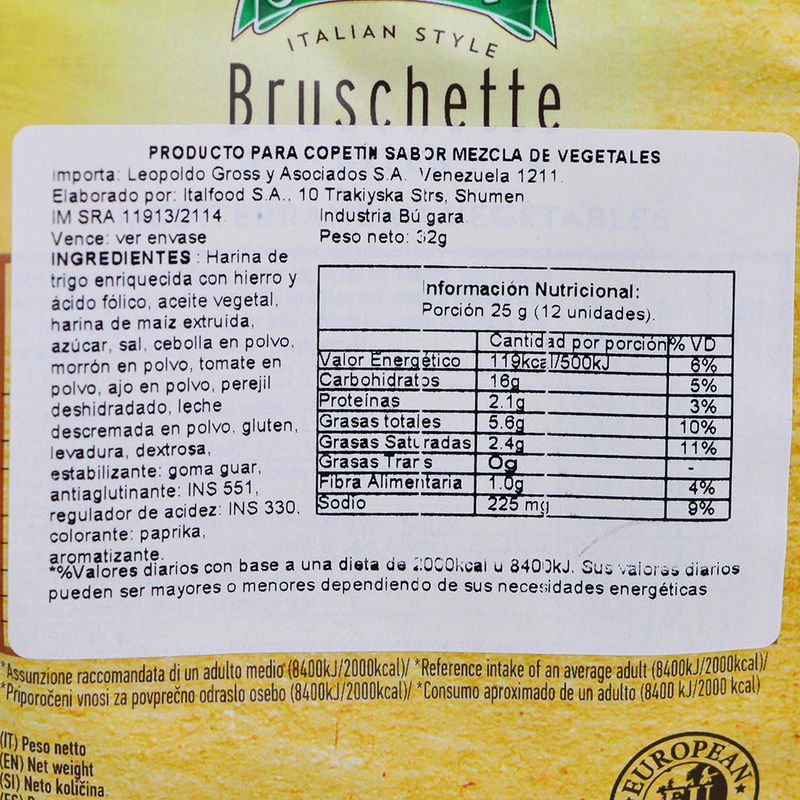 ITALIAN STYLE
Bruschette
PRODUCTO PARA COPETIN SABOR MEZCLA DE VEGETALES
importa: Leopoldo Gross y Asociados S.A. Venezuela 1211.
Elaborado por: Italfood S.A., 10 Trakiyska Strs, Shumen.
IM SRA 11913/2114. Industria Bú gara
Vence: ver envase Peso neto: 32g
INGREDIENTES : Harina de
trigo enriquecida con hierro y
ácido fólico, aceite vegetal,
harina de maíz extruída,
azúcar, sal, cebolla en polvo,
morrón en polvo, tomate en
polvo, ajo en polvo, perejil
deshidradado, leche
descremada en polvo, gluten,
levadura, dextrosa,
estabilizante: goma guar,
antiaglutinante: INS 551,
regulador de acidez: INS 330,
colorante: paprika,
aromatizante.
Información Nutricional:
Porción 25 g (12 unidades).
Cantidad por porción % VD
Valor Energético 119kcal/500kJ 6%
Carbohidratos 16g 5%
Proteínas 2.1g 3%
Grasas totales 5.6g 10%
Grasas Saturadas 2.4g 11%
Grasas Trans 0g -
Fibra Alimentaria 1.0g 4%
Sodio 225 mg 9%
*%Valores diarios con base a una dieta de 2000kcal u 8400kJ. Sus valores diarios
pueden ser mayores o menores dependiendo de sus necesidades energéticas
*Assunzione raccomandata di un adulto medio (8400kJ/2000kcal)/ *Reference intake of an average adult (8400kJ/2000kcal)/
*Priporočeni vnosi za povprečno odraslo osebo (8400kJ/2000kcal)/ *Consumo aproximado de un adulto (8400 kJ/2000 kcal)
(IT) Peso netto
(EN) Net weight
(SI) Neto količina
EUROPEAN
EU